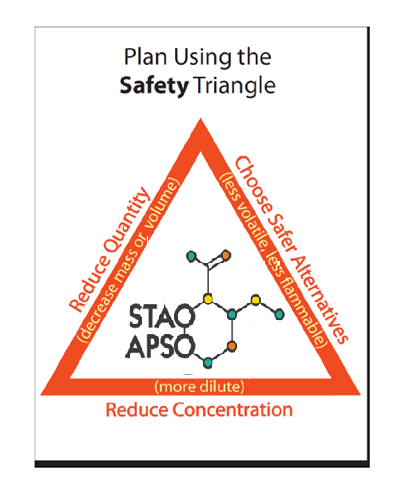 Plan Using the
Safety Triangle
Reduce Quantity
(decrease mass or volume)
Choose Safer Alternatives
(less volatile, less flammable)
STAO
APSO
(more dilute)
Reduce Concentration